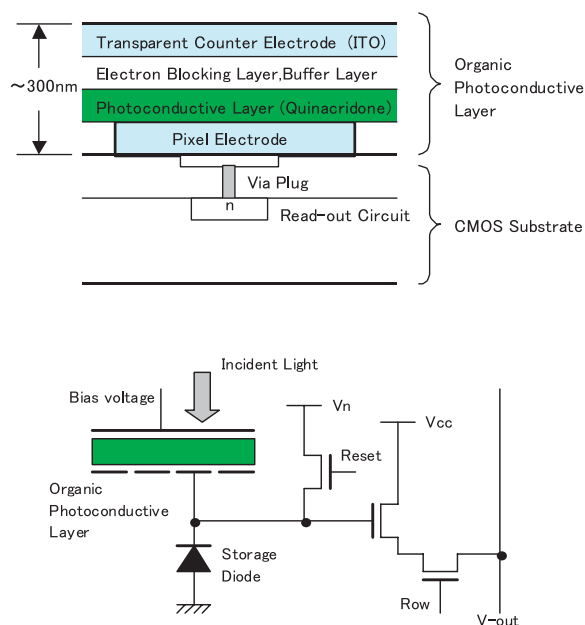 Transparent Counter Electrode (ITO)
Electron Blocking Layer,Buffer Layer
~300nm
Photoconductive Layer (Quinacridone)
Pixel Electrode
Organic
Photoconductive
Layer
Via Plug
n
Read-out Circuit
CMOS Substrate
Incident Light
Bias voltage
Vn
Vcc
Reset
Organic
Photoconductive
Layer
Storage
Diode
Row
V-out